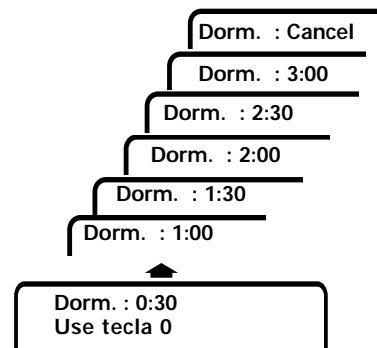 Dorm. : Cancel
Dorm. : 3:00
Dorm. : 2:30
Dorm. : 2:00
Dorm. : 1:30
Dorm. : 1:00
Dorm. : 0:30
Use tecla 0